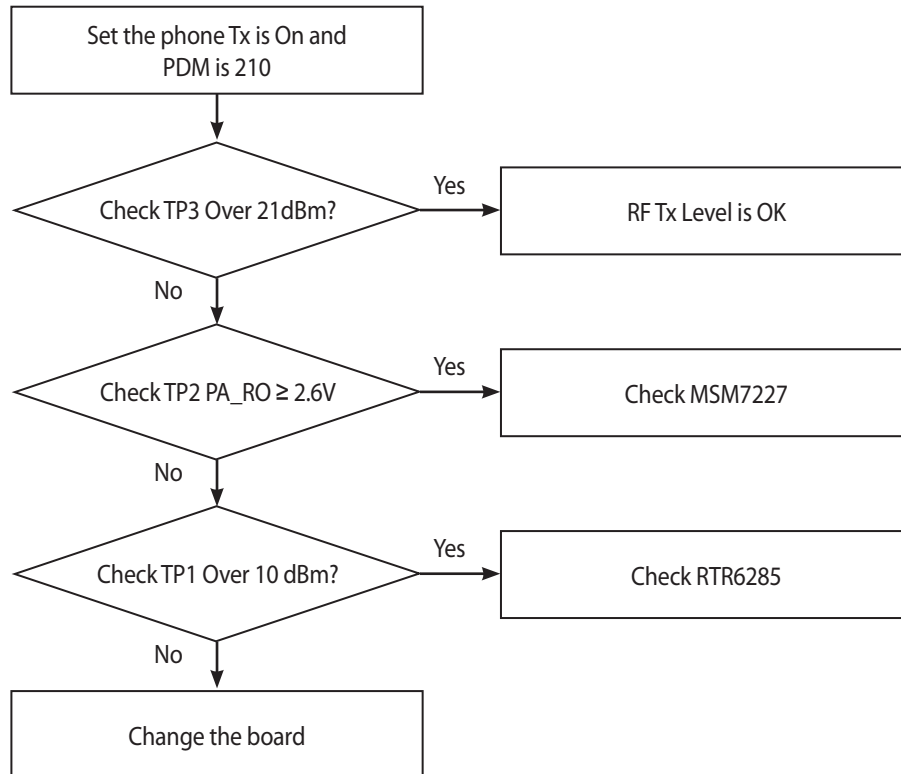 Set the phone Tx is On and
PDM is 210
Check TP3 Over 21dBm?
Yes
RF Tx Level is OK
No
Check TP2 PA_RO ≥ 2.6V
Yes
Check MSM7227
No
Check TP1 Over 10 dBm?
Yes
Check RTR6285
No
Change the board